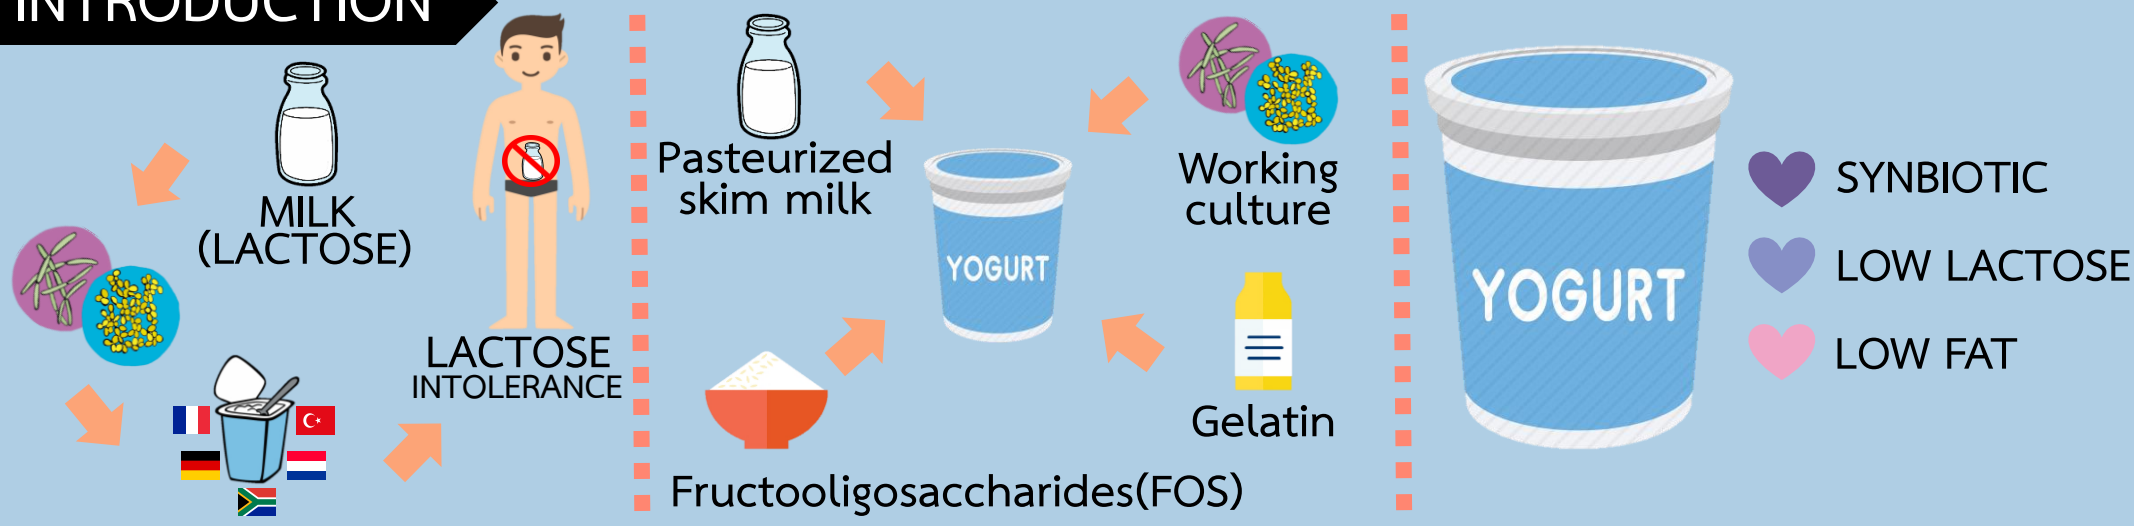 INTRODUCTION
MILK
(LACTOSE)
LACTOSE
INTOLERANCE
Pasteurized
skim milk
Working
culture
YOGURT
Gelatin
Fructooligosaccharides(FOS)
YOGURT
SYNBIOTIC
LOW LACTOSE
LOW FAT